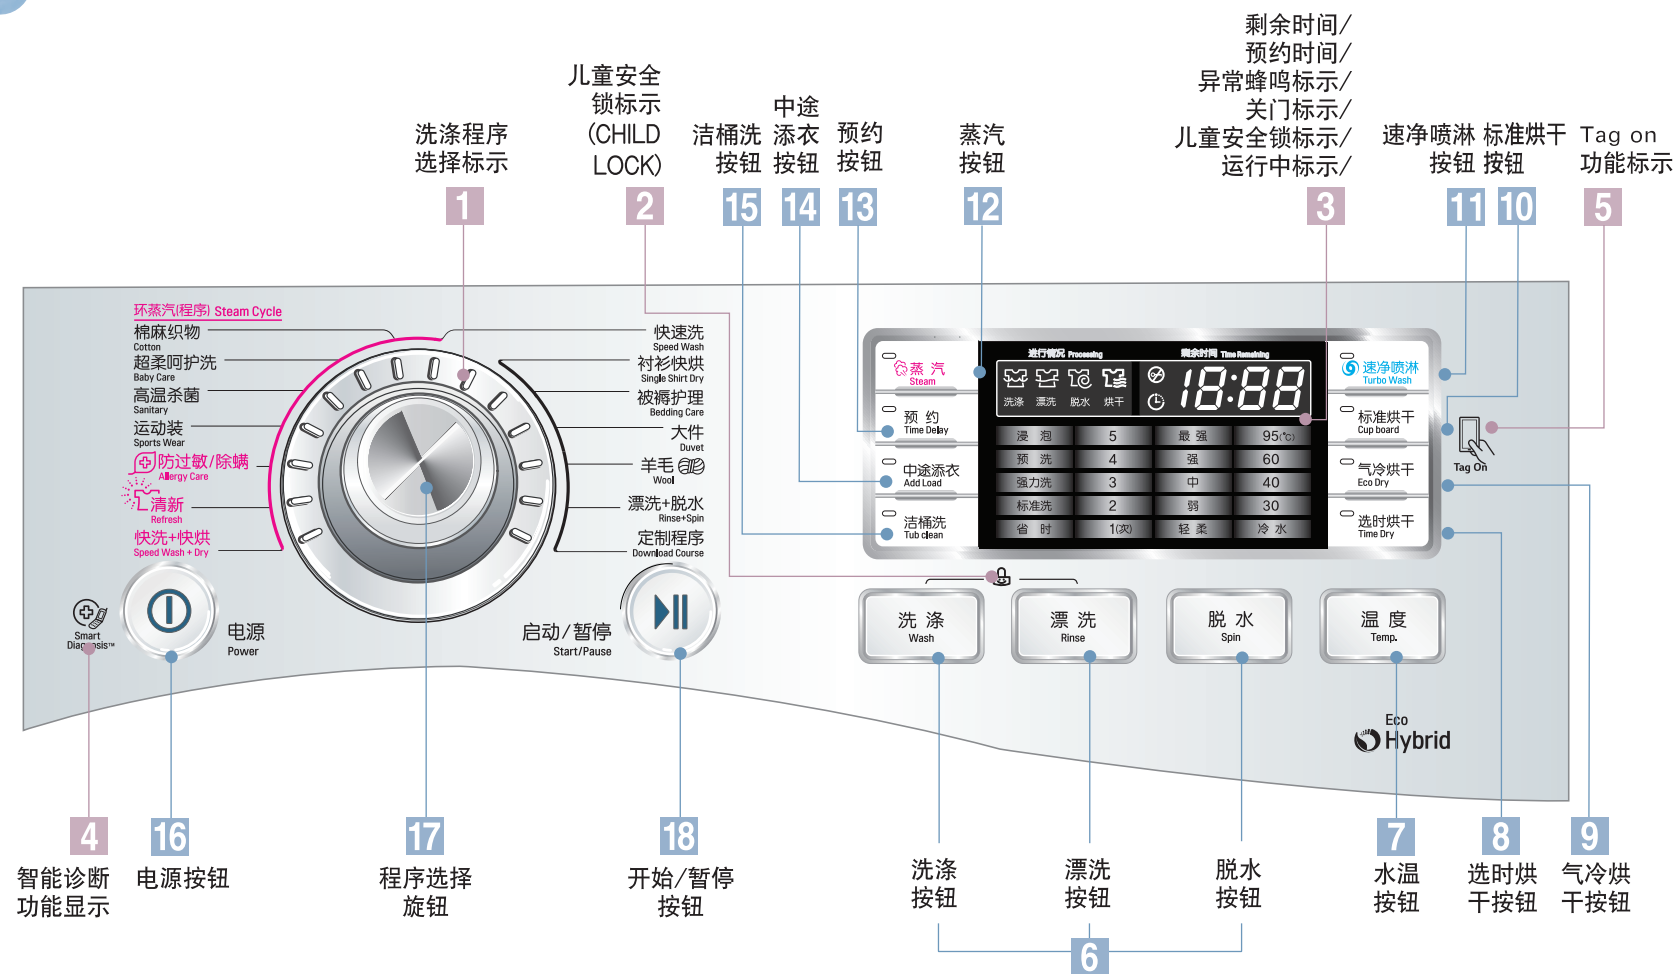 洗涤程序
选择标示
1
儿童安全
锁标示
(CHILD
LOCK)
2
洁桶洗
按钮
15
中途
添衣
按钮
14
预约
按钮
13
蒸汽
按钮
12
剩余时间/
预约时间/
异常蜂鸣标示/
关门标示/
儿童安全锁标示/
运行中标示/
3
速净喷淋
按钮
11
标准烘干
按钮
10
Tag on
功能标示
5
环蒸汽(程序) Steam Cycle
棉麻织物
Cotton
超柔呵护洗
Baby Care
高温杀菌
Sanitary
运动装
Sports Wear
防过敏/除螨
Allergy Care
清新
Refresh
快洗+快烘
Speed Wash + Dry
快速洗
Speed Wash
衬衫快烘
Single Shirt Dry
被褥护理
Bedding Care
大件
Duvet
羊毛
Wool
漂洗+脱水
Rinse+Spin
定制程序
Download Course
Smart
Diagnosis™
电源
Power
启动/暂停
Start/Pause
蒸汽
Steam
预约
Time Delay
中途添衣
Add Load
洁桶洗
Tub clean
进行情况 Processing
剩余时间 Time Remaining
洗涤 漂洗 脱水 烘干
18:88
浸泡 5 最强 95(℃)
预洗 4 强 60
强力洗 3 中 40
标准洗 2 弱 30
省时 1(次) 轻柔 冷水
速净喷淋
Turbo Wash
标准烘干
Cup board
气冷烘干
Eco Dry
选时烘干
Time Dry
Tag On
洗涤
Wash
漂洗
Rinse
脱水
Spin
温度
Temp.
Eco
Hybrid
4
智能诊断
功能显示
16
电源按钮
17
程序选择
旋钮
18
开始/暂停
按钮
洗涤
按钮
漂洗
按钮
脱水
按钮
6
7
水温
按钮
8
选时烘
干按钮
9
气冷烘
干按钮